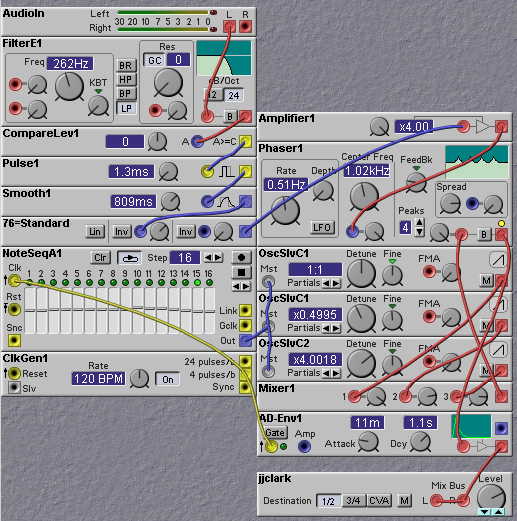 AudioIn
Left 30 20 15 12 9 6 3 2 1 0 L R
Right
FilterE1
Freq 262Hz
Res
GC 0
KBT
BR
HP
BP
LP
dB/Oct
12 24
B
CompareLev1
0 A A>=C
Pulse1
1.3ms
Smooth1
809ms
76=Standard
Lin Inv Inv
NoteSeqA1
Clr Step 16
Clk
1 2 3 4 5 6 7 8 9 10 11 12 13 14 15 16
Rst
Snc
Link
Gclk
Out
ClkGen1
Reset
Slv
Rate
120 BPM
On
24 pulses/b
4 pulses/b
Sync
Amplifier1
x4.00
Phaser1
Rate
0.51Hz
Depth
LFO
Center Freq
1.02kHz
FeedBk
Peaks
4
Spread
B
OscSlvC1
Mst 1:1
Partials
Detune Fine
FMA
M
OscSlvC1
Mst x0.4995
Partials
Detune Fine
FMA
M
OscSlvC2
Mst x4.0018
Partials
Detune Fine
FMA
M
Mixer1
1 2 3
AD-Env1
Gate
Amp
11m
Attack
1.1s
Dcy
jjclark
Destination 1/2 3/4 CVA M
Mix Bus
L R
Level